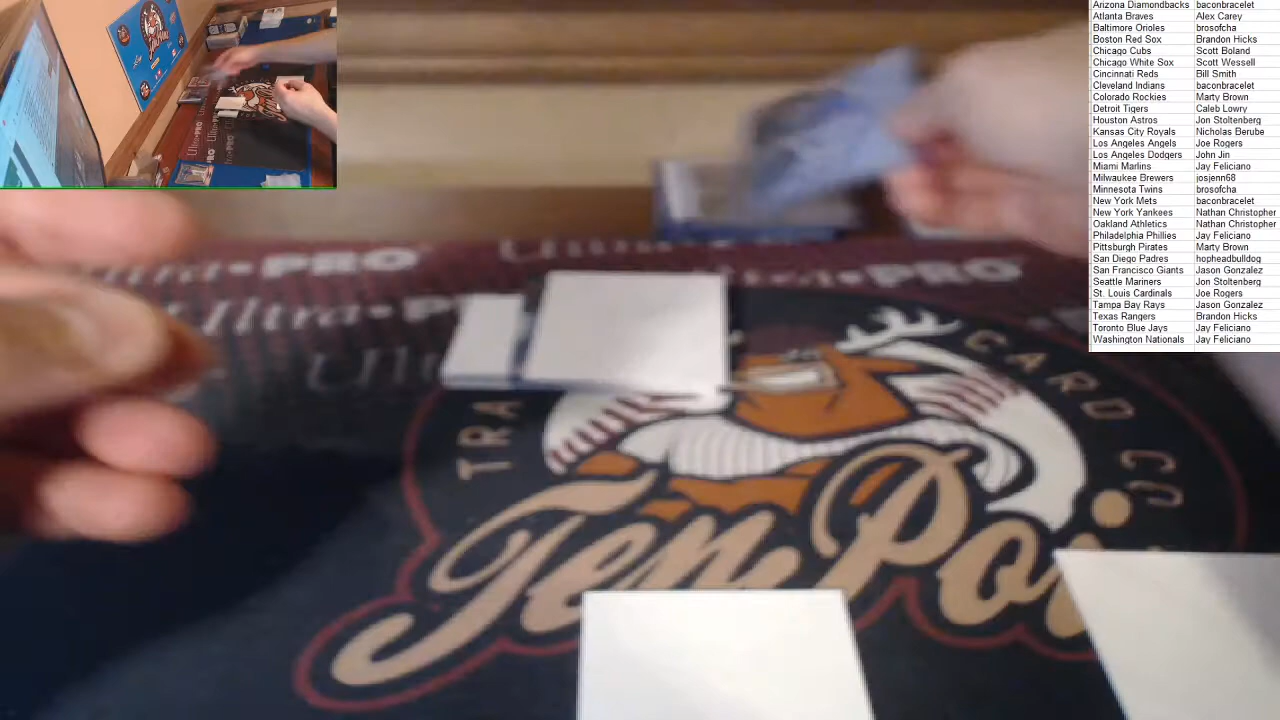 Arizona Diamondbacks baconbracelet
Atlanta Braves Alex Carey
Baltimore Orioles brosofcha
Boston Red Sox Brandon Hicks
Chicago Cubs Scott Boland
Chicago White Sox Scott Wessell
Cincinnati Reds Bill Smith
Cleveland Indians baconbracelet
Colorado Rockies Marty Brown
Detroit Tigers Caleb Lowry
Houston Astros Jon Stoltenberg
Kansas City Royals Nicholas Berube
Los Angeles Angels Joe Rogers
Los Angeles Dodgers John Jin
Miami Marlins Jay Feliciano
Milwaukee Brewers josjenn68
Minnesota Twins brosofcha
New York Mets baconbracelet
New York Yankees Nathan Christopher
Oakland Athletics Nathan Christopher
Philadelphia Phillies Jay Feliciano
Pittsburgh Pirates Marty Brown
San Diego Padres hopheadbulldog
San Francisco Giants Jason Gonzalez
Seattle Mariners Jon Stoltenberg
St. Louis Cardinals Joe Rogers
Tampa Bay Rays Jason Gonzalez
Texas Rangers Brandon Hicks
Toronto Blue Jays Jay Feliciano
Washington Nationals Jay Feliciano
Ultra•PRO
Ultra•P
TRA
CARD CO
Ten Poi